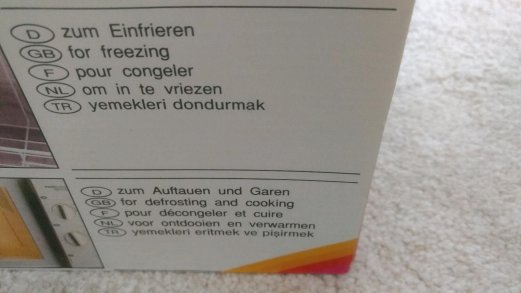 D zum Einfrieren
GB for freezing
F pour congeler
NL om in te vriezen
TR yemekleri dondurmak
D zum Auftauen und Garen
GB for defrosting and cooking
F pour décongeler et cuire
NL voor ontdooien en verwarmen
TR yemekleri eritmek ve pişirmek